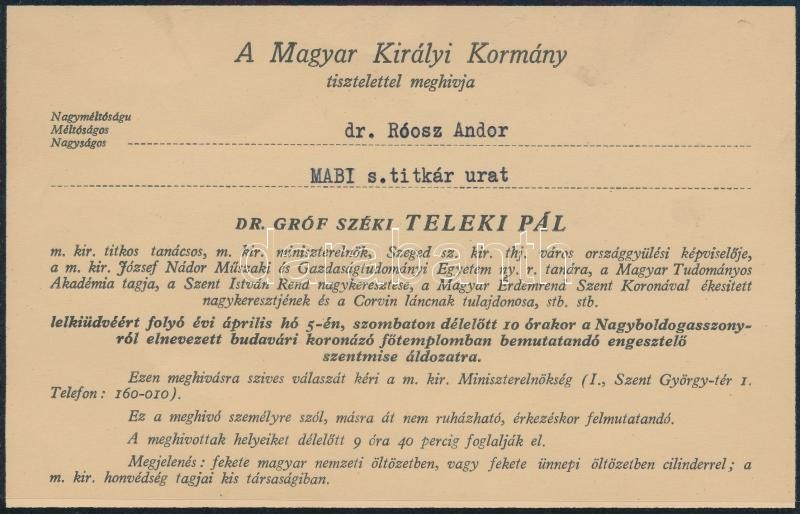 A Magyar Királyi Kormány
tisztelettel meghivja
Nagyméltóságu
Méltóságos
Nagyságos
dr. Róosz Andor
MABI s.titkár urat
DR. GRÓF SZÉKI TELEKI PÁL
m. kir. titkos tanácsos, m. kir. miniszterelnök, Szeged sz. kir. thj. város országgyülési képviselője,
a m. kir. József Nádor Műszaki és Gazdaságtudományi Egyetem ny. r. tanára, a Magyar Tudományos
Akadémia tagja, a Szent István Rend nagykeresztése, a Magyar Érdemrend Szent Koronával ékesitett
nagykeresztjének és a Corvin láncnak tulajdonosa, stb. stb.
lelkiüdvéért folyó évi április hó 5-én, szombaton délelőtt 10 órakor a Nagyboldogasszony-
ról elnevezett budavári koronázó főtemplomban bemutatandó engesztelő
szentmise áldozatra.
Ezen meghivásra szives válaszát kéri a m. kir. Miniszterelnökség (I., Szent György-tér 1.
Telefon: 160-010).
Ez a meghivó személyre szól, másra át nem ruházható, érkezéskor felmutatandó.
A meghivottak helyeiket délelőtt 9 óra 40 percig foglalják el.
Megjelenés: fekete magyar nemzeti öltözetben, vagy fekete ünnepi öltözetben cilinderrel; a
m. kir. honvédség tagjai kis társaságiban.
darabanth